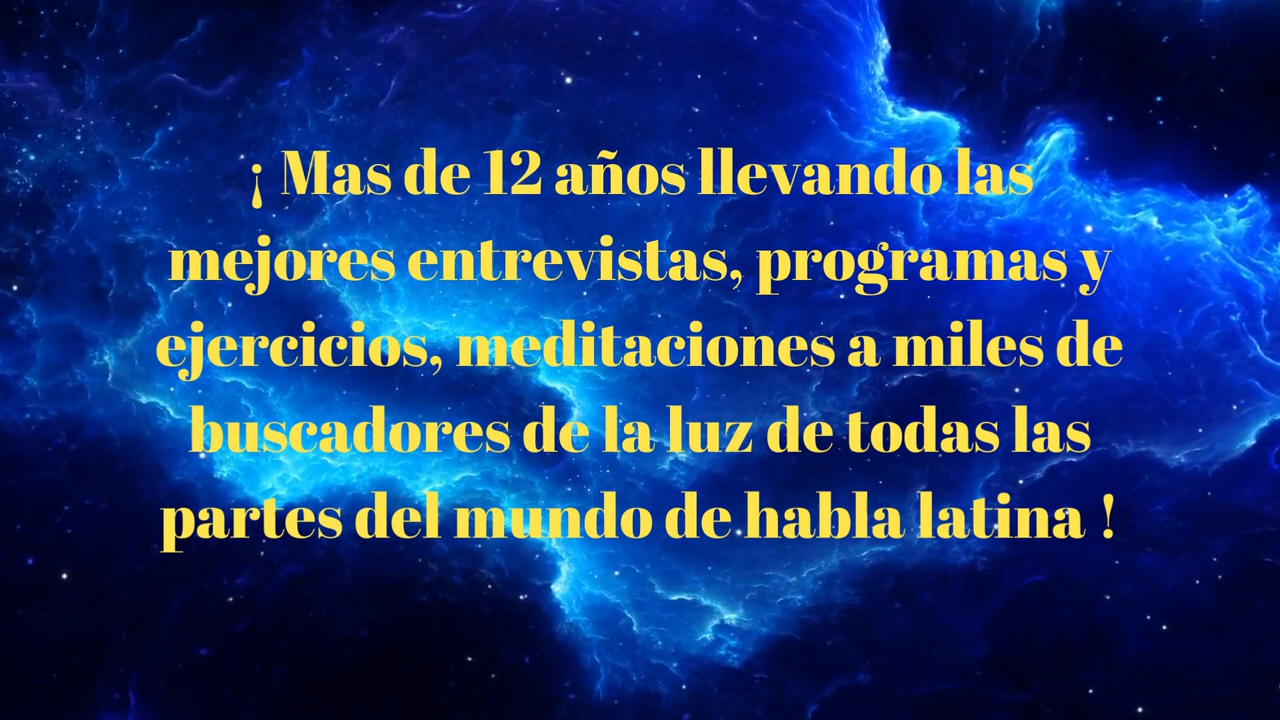 ¡ Mas de 12 años llevando las
mejores entrevistas, programas y
ejercicios, meditaciones a miles de
buscadores de la luz de todas las
partes del mundo de habla latina !